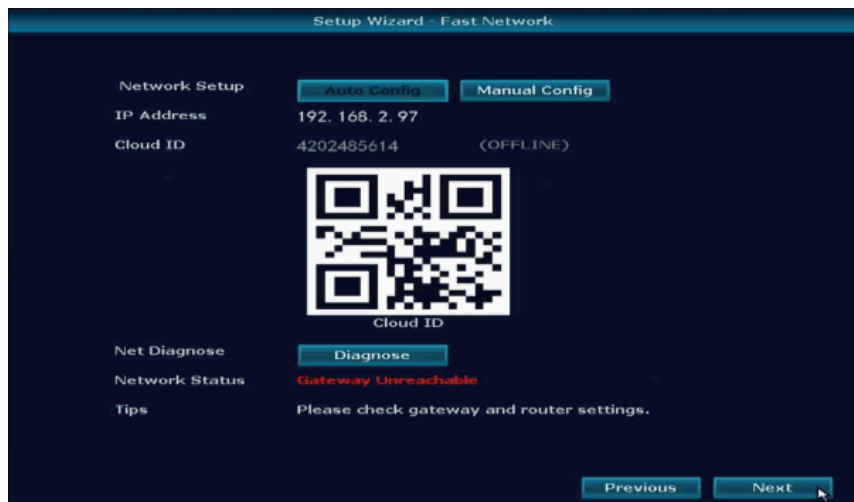 Setup Wizard - Fast Network
Network Setup Auto Config Manual Config
IP Address 192. 168. 2. 97
Cloud ID 4202485614 (OFFLINE)
Cloud ID
Net Diagnose Diagnose
Network Status Gateway Unreachable
Tips Please check gateway and router settings.
Previous Next